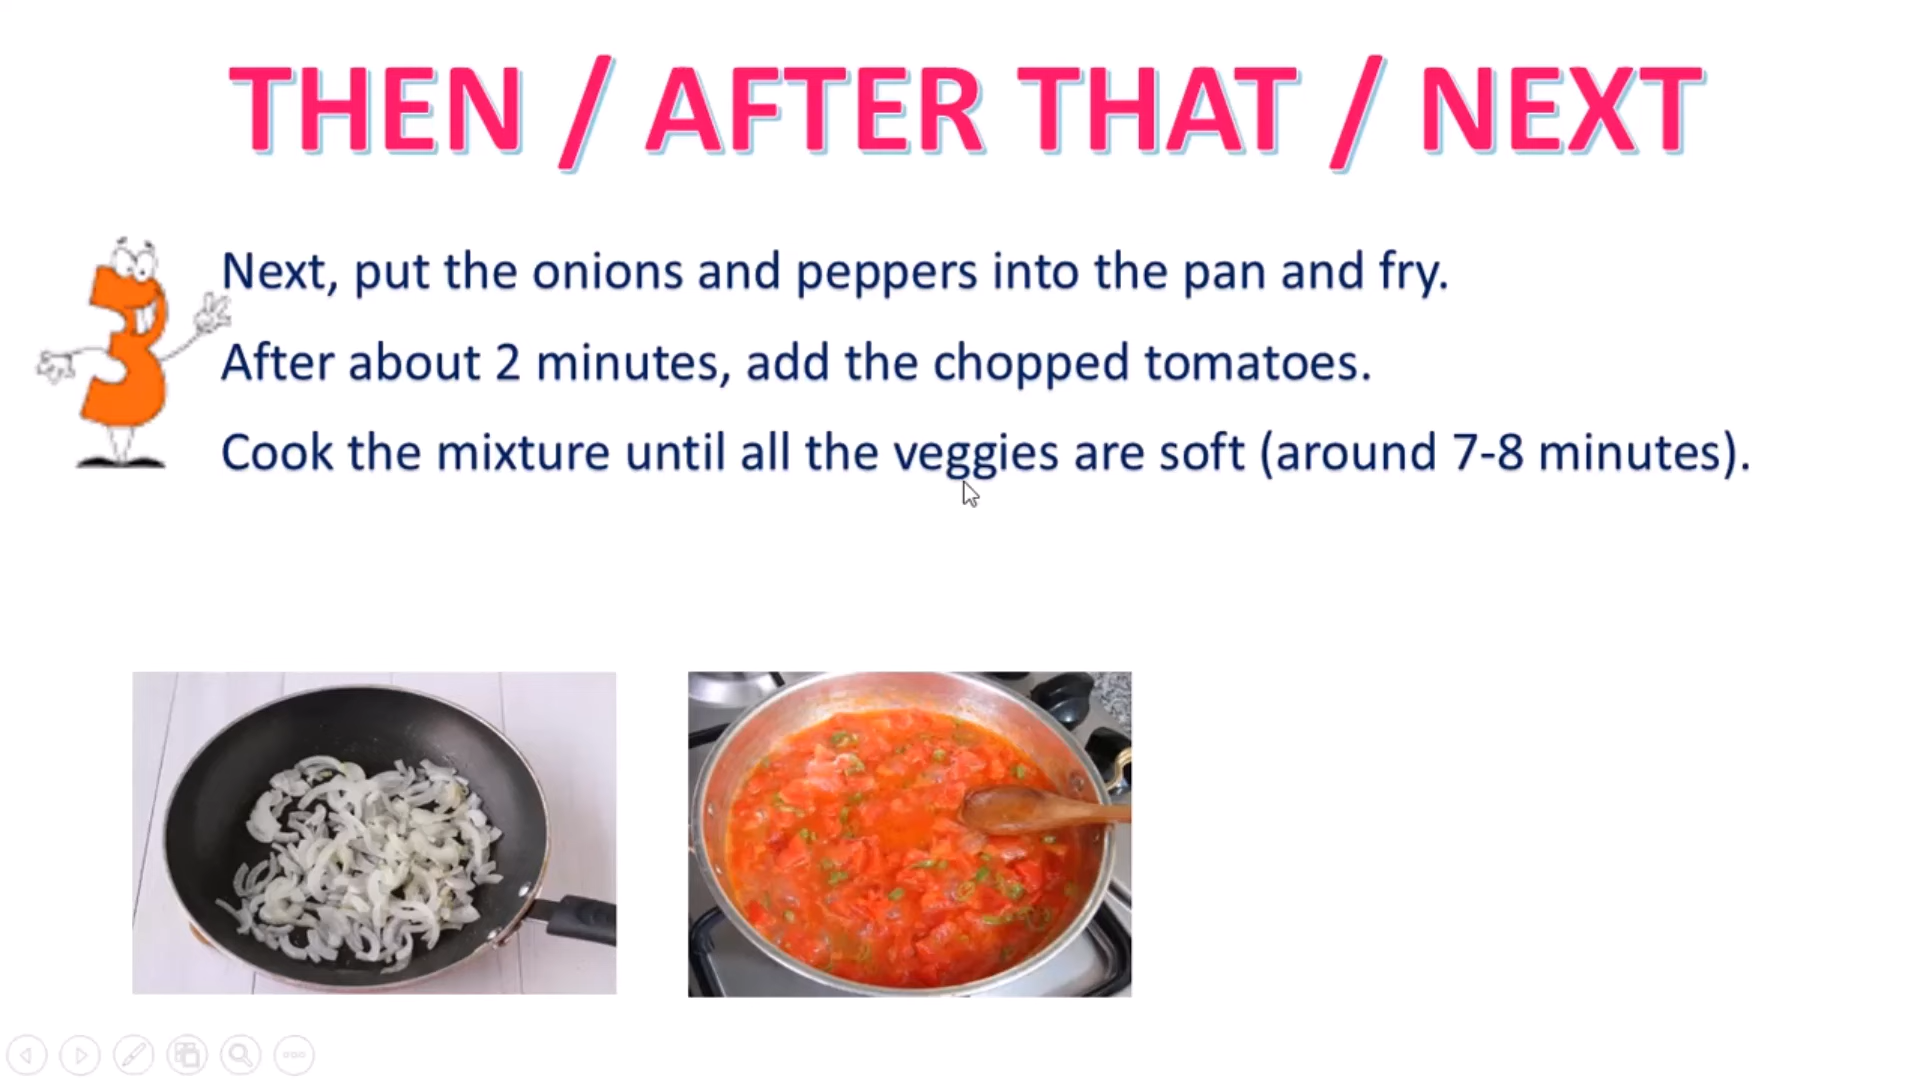 THEN / AFTER THAT / NEXT
Next, put the onions and peppers into the pan and fry.
After about 2 minutes, add the chopped tomatoes.
Cook the mixture until all the veggies are soft (around 7-8 minutes).